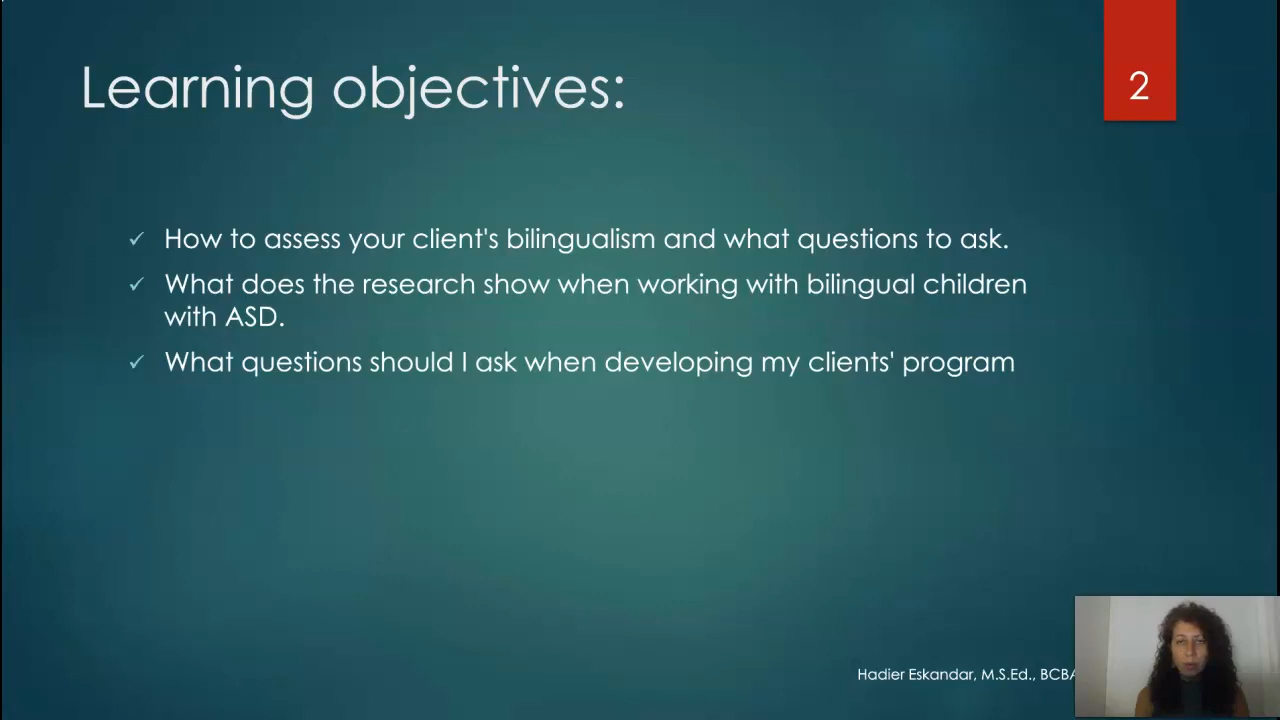 Learning objectives:
2
✓ How to assess your client's bilingualism and what questions to ask.
✓ What does the research show when working with bilingual children
with ASD.
✓ What questions should I ask when developing my clients' program
Hadier Eskandar, M.S.Ed., BCBA